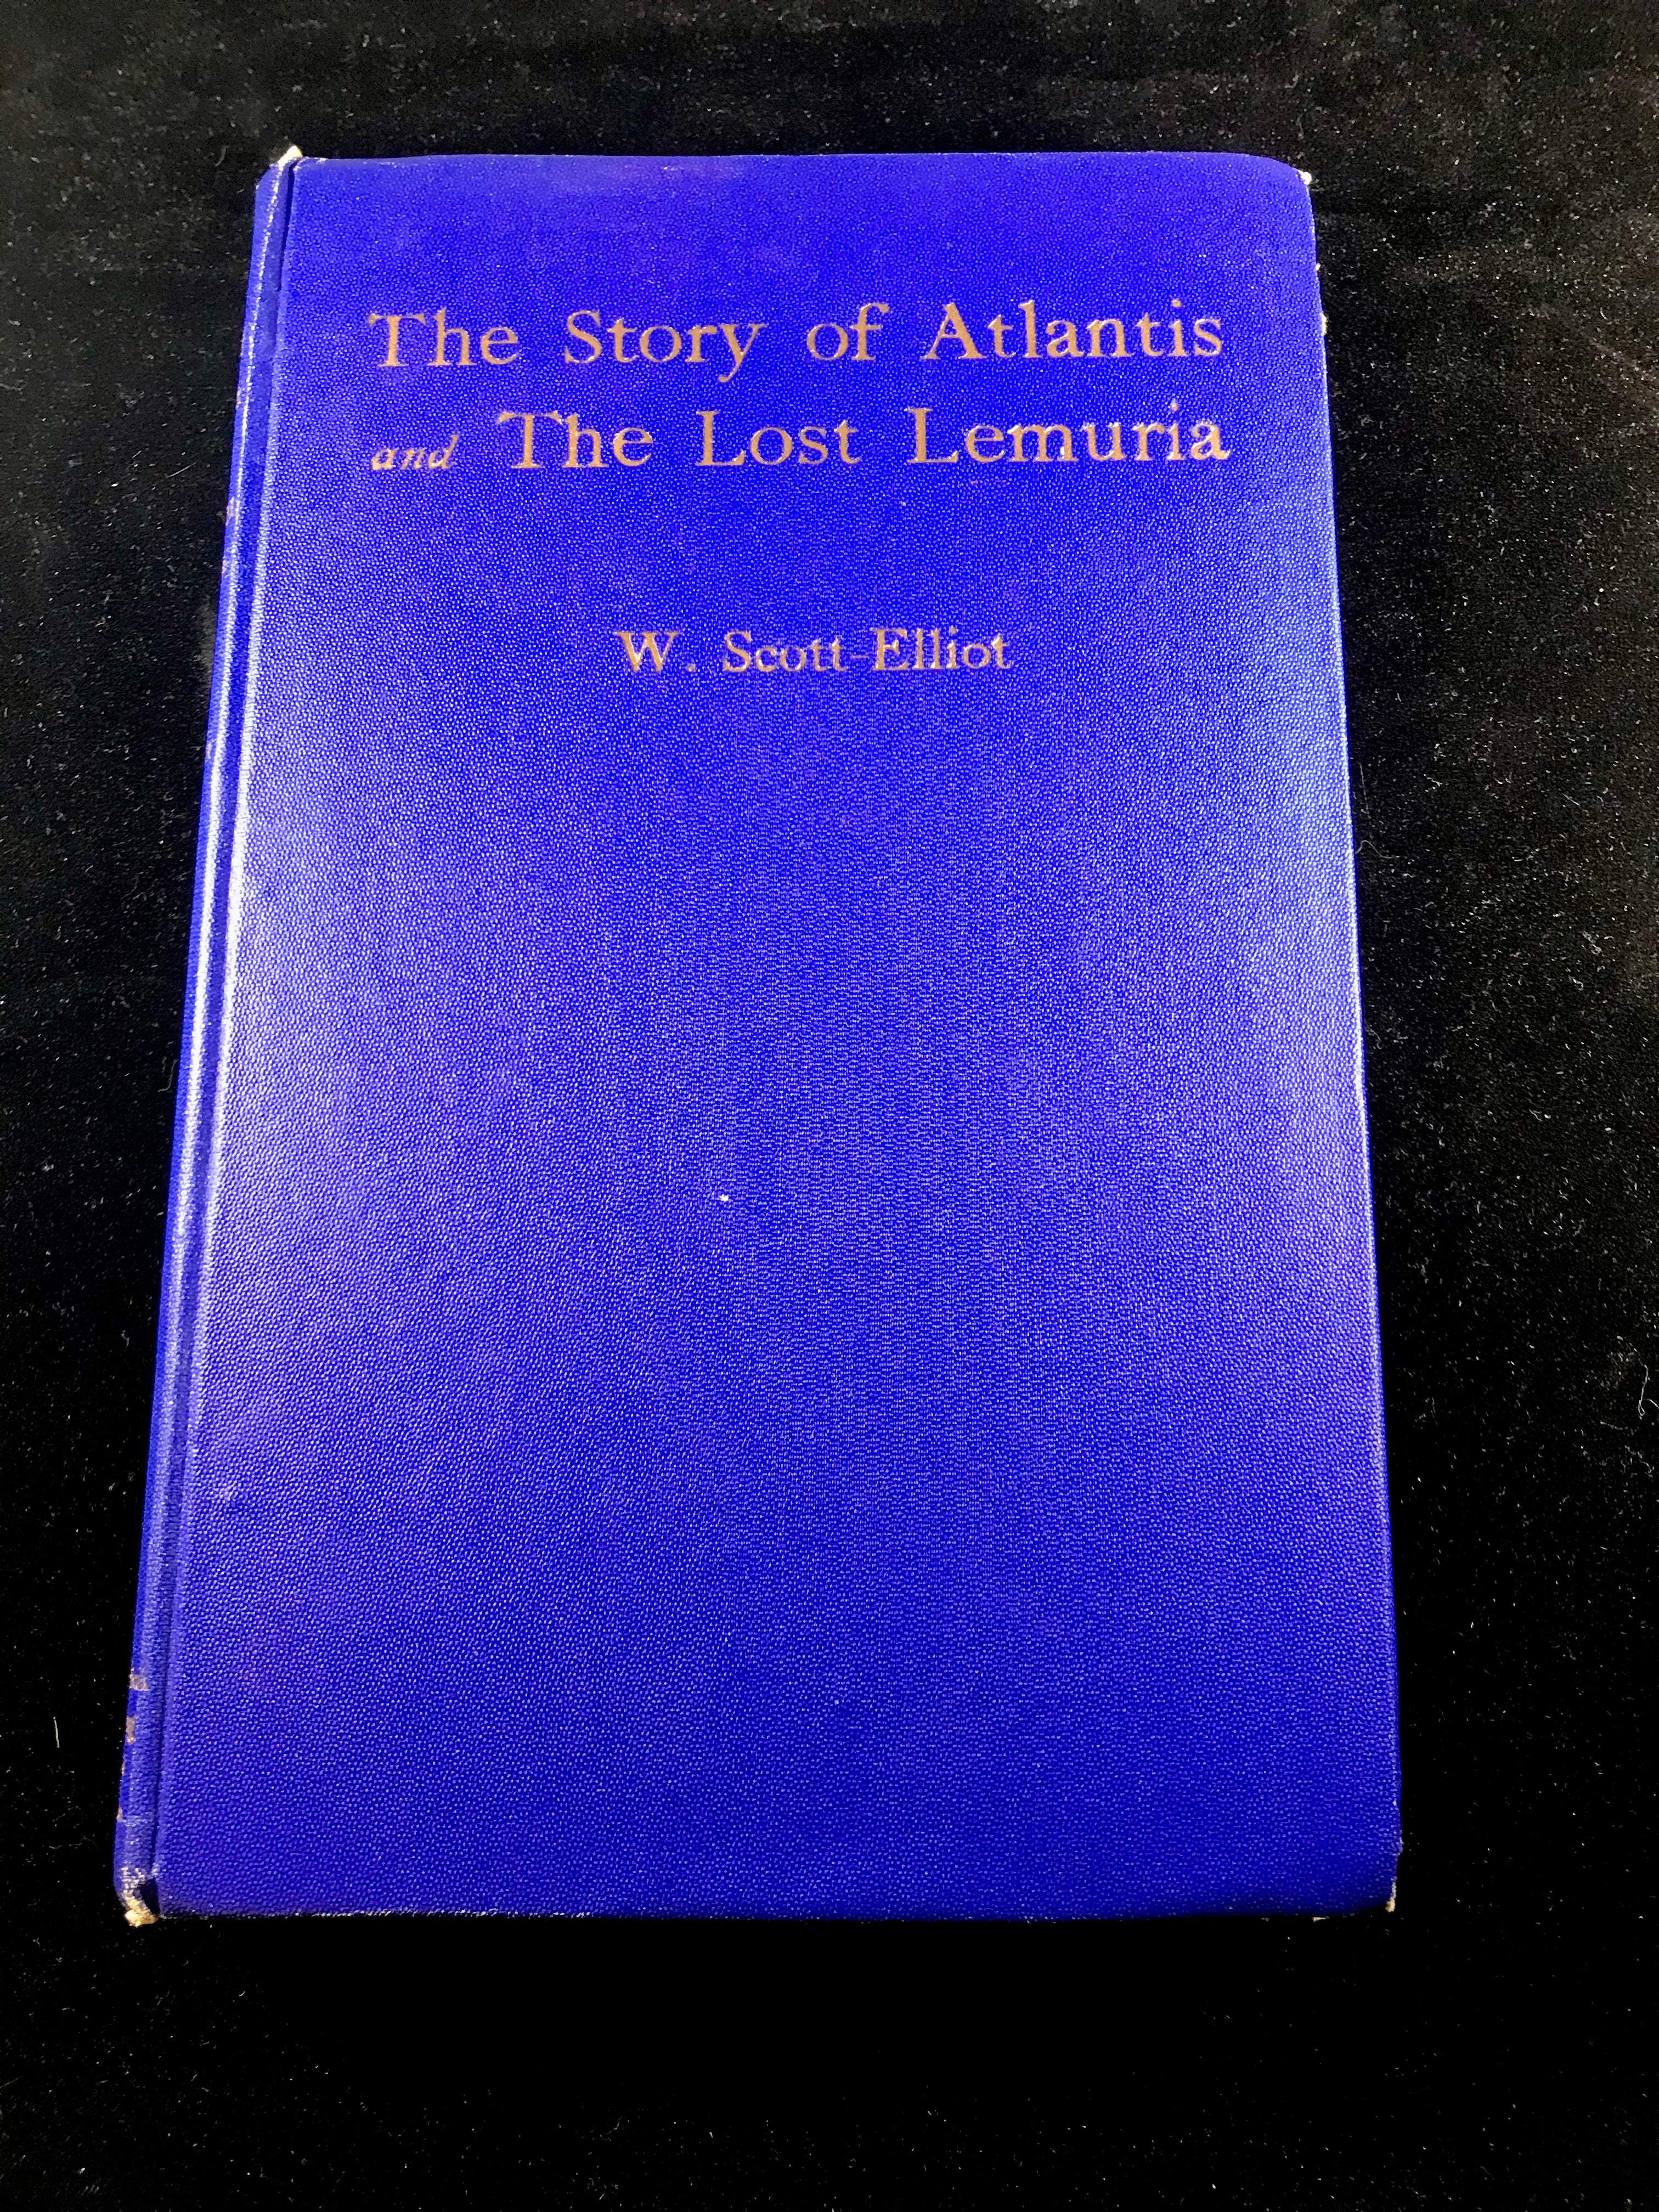 The Story of Atlantis
and The Lost Lemuria
W. Scott-Elliot